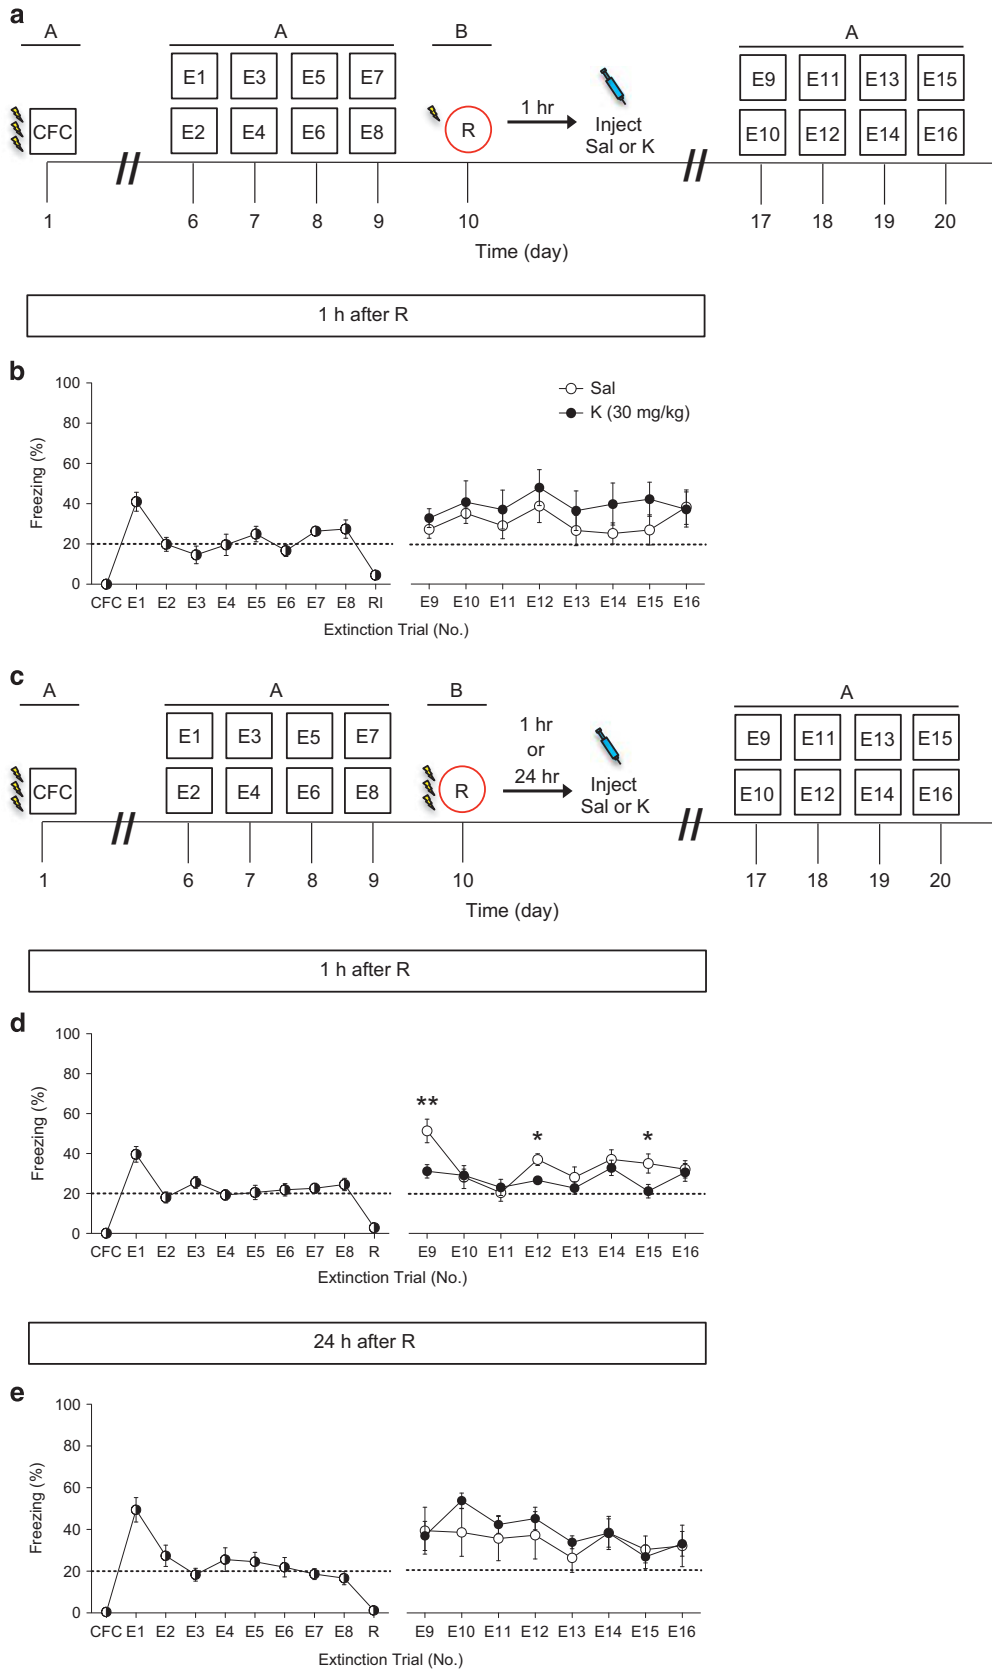 a
A A B A
E1 E3 E5 E7
E9 E11 E13 E15
CFC
E2 E4 E6 E8
R
1 hr
Inject
Sal or K
E10 E12 E14 E16
1 6 7 8 9 10 17 18 19 20
Time (day)
1 h after R
b
100
80
60
40
20
0
Freezing (%)
Sal
K (30 mg/kg)
CFC E1 E2 E3 E4 E5 E6 E7 E8 RI
E9 E10 E11 E12 E13 E14 E15 E16
Extinction Trial (No.)
c
A A B A
E1 E3 E5 E7
E9 E11 E13 E15
CFC
E2 E4 E6 E8
R
1 hr
or
24 hr
Inject
Sal or K
E10 E12 E14 E16
1 6 7 8 9 10 17 18 19 20
Time (day)
1 h after R
d
100
80
60
40
20
0
Freezing (%)
** * *
CFC E1 E2 E3 E4 E5 E6 E7 E8 R
E9 E10 E11 E12 E13 E14 E15 E16
Extinction Trial (No.)
24 h after R
e
100
80
60
40
20
0
Freezing (%)
CFC E1 E2 E3 E4 E5 E6 E7 E8 R
E9 E10 E11 E12 E13 E14 E15 E16
Extinction Trial (No.)